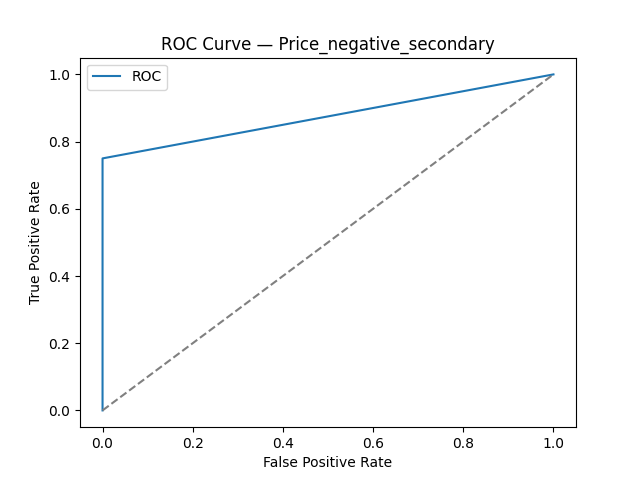 ROC Curve — Price_negative_secondary
ROC
True Positive Rate
1.0
0.8
0.6
0.4
0.2
0.0
0.0 0.2 0.4 0.6 0.8 1.0
False Positive Rate